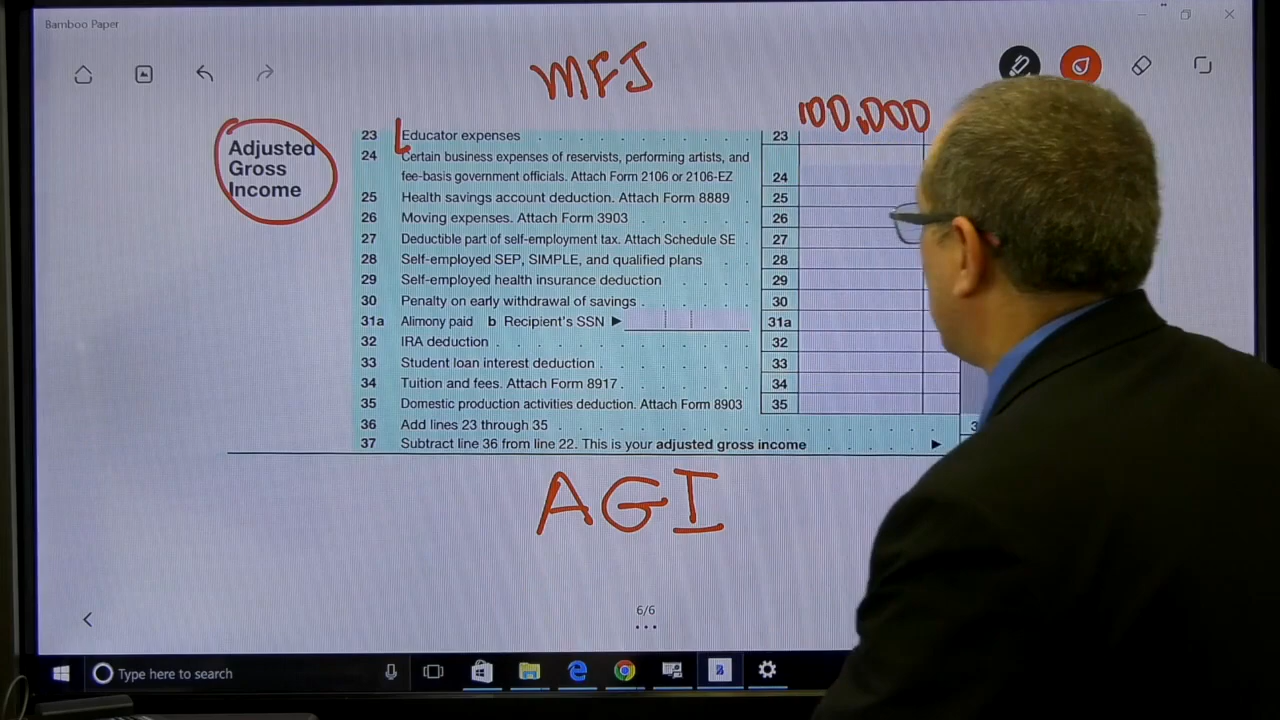 Bamboo Paper
MFJ
100,000
Adjusted
Gross
Income
23 Educator expenses . . . . . . . . . . . 23
24 Certain business expenses of reservists, performing artists, and
fee-basis government officials. Attach Form 2106 or 2106-EZ 24
25 Health savings account deduction. Attach Form 8889 . 25
26 Moving expenses. Attach Form 3903 . . . . . . 26
27 Deductible part of self-employment tax. Attach Schedule SE . 27
28 Self-employed SEP, SIMPLE, and qualified plans . . 28
29 Self-employed health insurance deduction . . . . 29
30 Penalty on early withdrawal of savings . . . . . . 30
31a Alimony paid b Recipient's SSN ▶ 31a
32 IRA deduction . . . . . . . . . . . . . 32
33 Student loan interest deduction . . . . . . . . 33
34 Tuition and fees. Attach Form 8917 . . . . . . . 34
35 Domestic production activities deduction. Attach Form 8903 35
36 Add lines 23 through 35 . . . . . . . . . . . . . . . . . . .
37 Subtract line 36 from line 22. This is your adjusted gross income . . . . . ▶
AGI
6/6
Type here to search